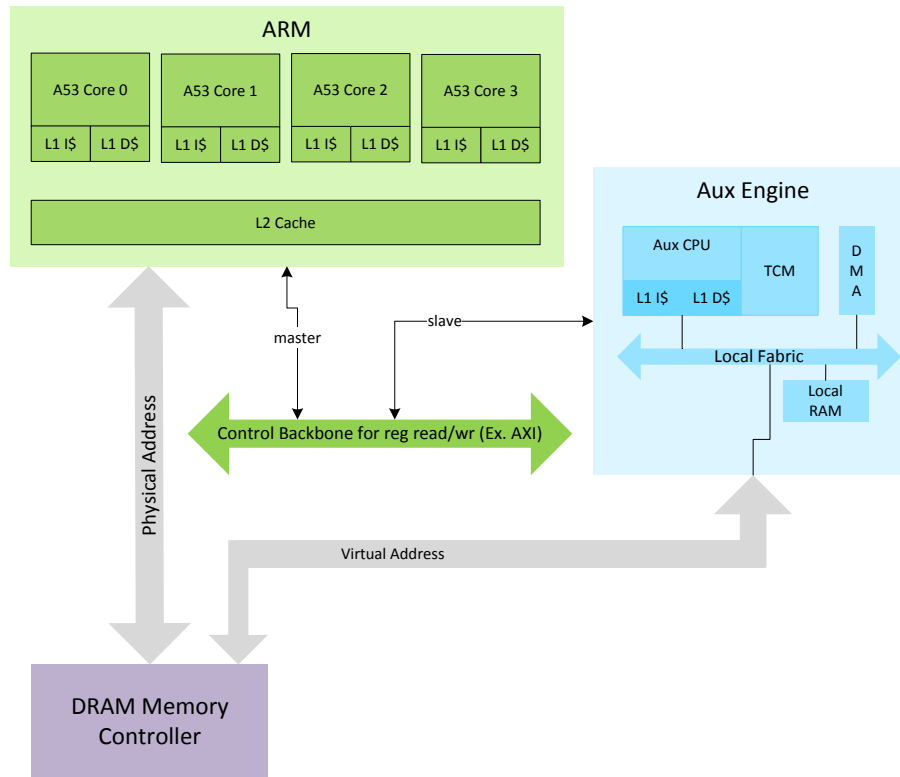 ARM
A53 Core 0
A53 Core 1
A53 Core 2
A53 Core 3
L1 I$
L1 D$
L1 I$
L1 D$
L1 I$
L1 D$
L1 I$
L1 D$
L2 Cache
Aux Engine
Aux CPU
L1 I$
L1 D$
TCM
D
M
A
Local Fabric
Local
RAM
master
slave
Control Backbone for reg read/wr (Ex. AXI)
Physical Address
Virtual Address
DRAM Memory
Controller